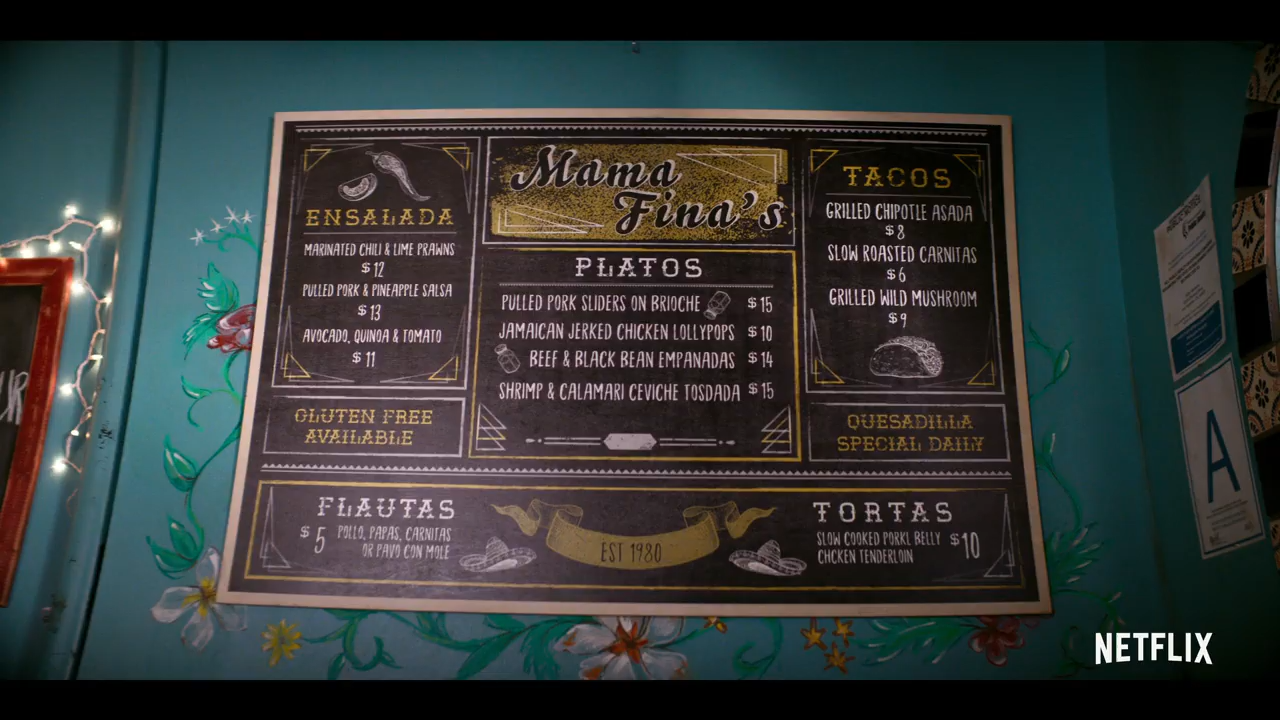 Mama
Fina's
ENSALADA
MARINATED CHILI & LIME PRAWNS
$12
PULLED PORK & PINEAPPLE SALSA
$13
AVOCADO, QUINOA & TOMATO
$11
GLUTEN FREE
AVAILABLE
PLATOS
PULLED PORK SLIDERS ON BRIOCHE $15
JAMAICAN JERKED CHICKEN LOLLYPOPS $10
BEEF & BLACK BEAN EMPANADAS $14
SHRIMP & CALAMARI CEVICHE TOSDADA $15
TACOS
GRILLED CHIPOTLE ASADA
$8
SLOW ROASTED CARNITAS
$6
GRILLED WILD MUSHROOM
$9
QUESADILLA
SPECIAL DAILY
FLAUTAS
$5 POLLO, PAPAS, CARNITAS
OR PAVO CON MOLE
EST 1980
TORTAS
SLOW COOKED PORKL BELLY $10
CHCKEN TENDERLOIN
A
NETFLIX